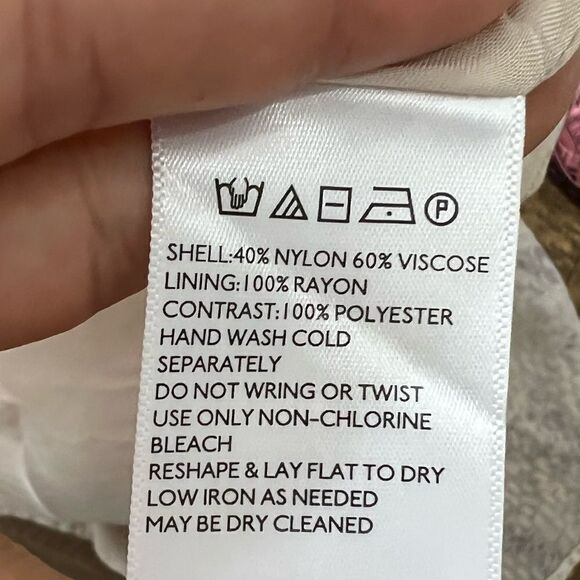 P
SHELL:40% NYLON 60% VISCOSE
LINING:100% RAYON
CONTRAST:100% POLYESTER
HAND WASH COLD
SEPARATELY
DO NOT WRING OR TWIST
USE ONLY NON-CHLORINE
BLEACH
RESHAPE & LAY FLAT TO DRY
LOW IRON AS NEEDED
MAY BE DRY CLEANED